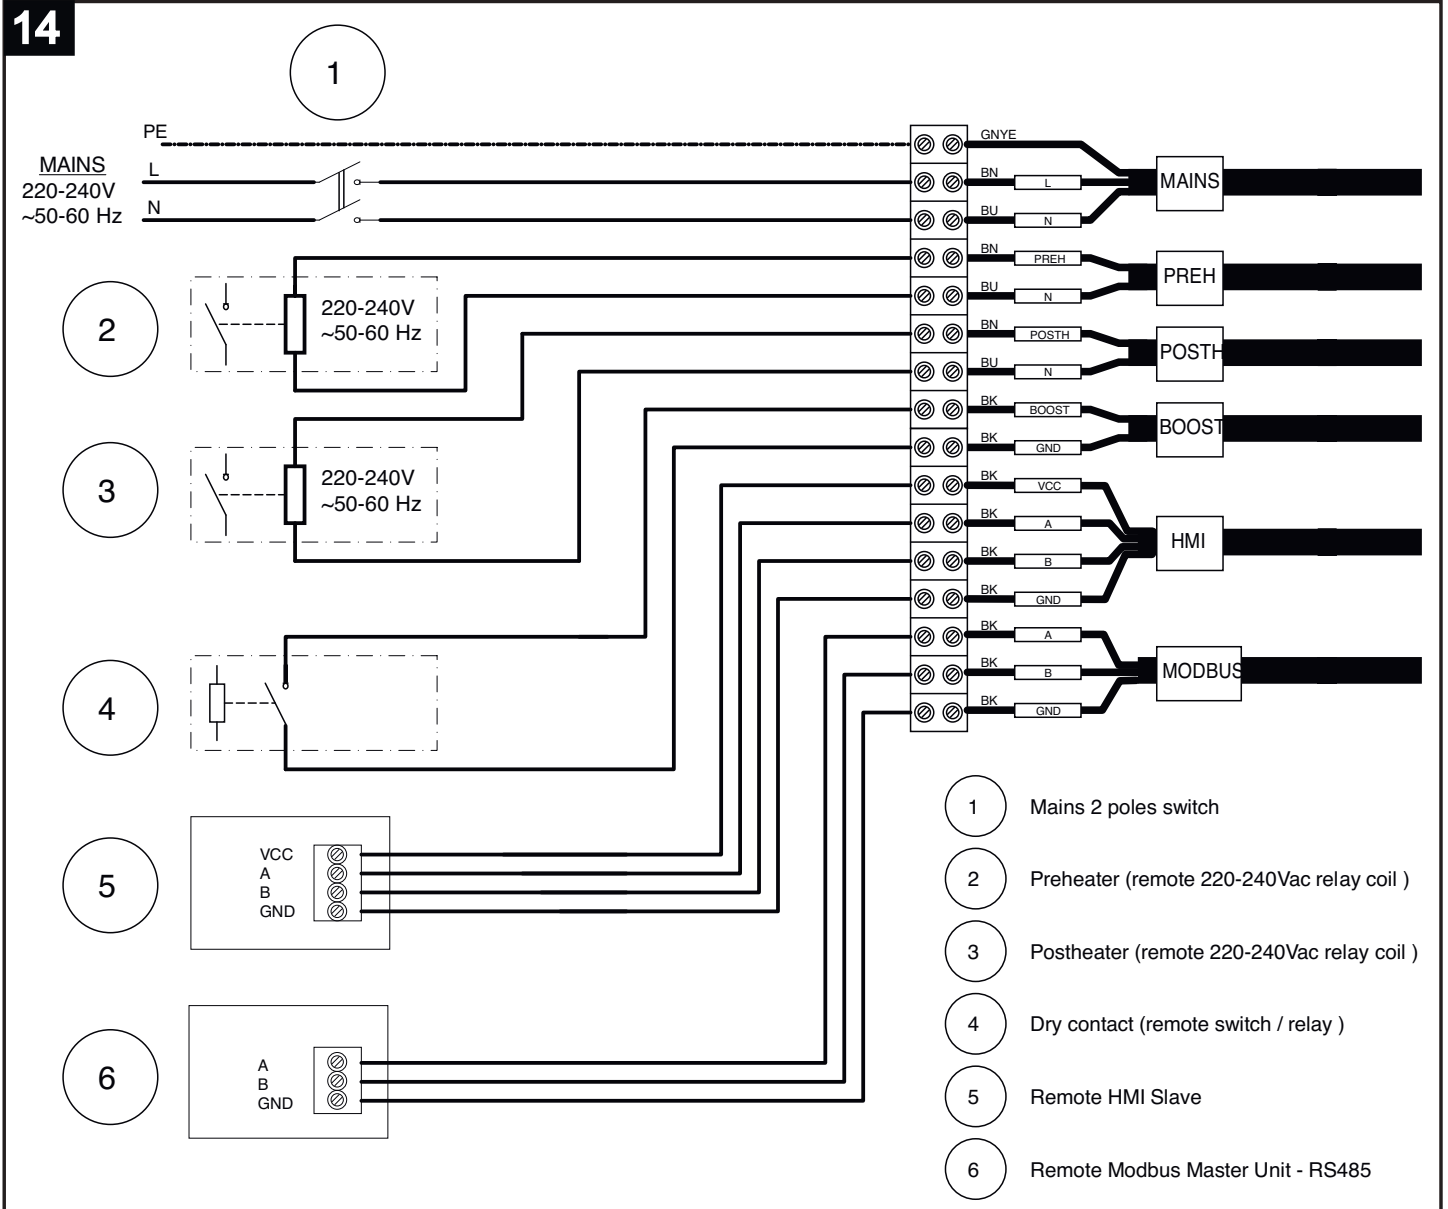 14
1
PE
MAINS
220-240V
~50-60 Hz
L
N
GNYE
BN
L
BU
N
MAINS
BN
PREH
BU
N
PREH
BN
POSTH
BU
N
POSTH
BK
BOOST
BK
GND
BOOST
BK
VCC
BK
A
BK
B
BK
GND
HMI
BK
A
BK
B
BK
GND
MODBUS
2
220-240V
~50-60 Hz
3
220-240V
~50-60 Hz
4
5
VCC
A
B
GND
6
A
B
GND
1 Mains 2 poles switch
2 Preheater (remote 220-240Vac relay coil )
3 Postheater (remote 220-240Vac relay coil )
4 Dry contact (remote switch / relay )
5 Remote HMI Slave
6 Remote Modbus Master Unit - RS485